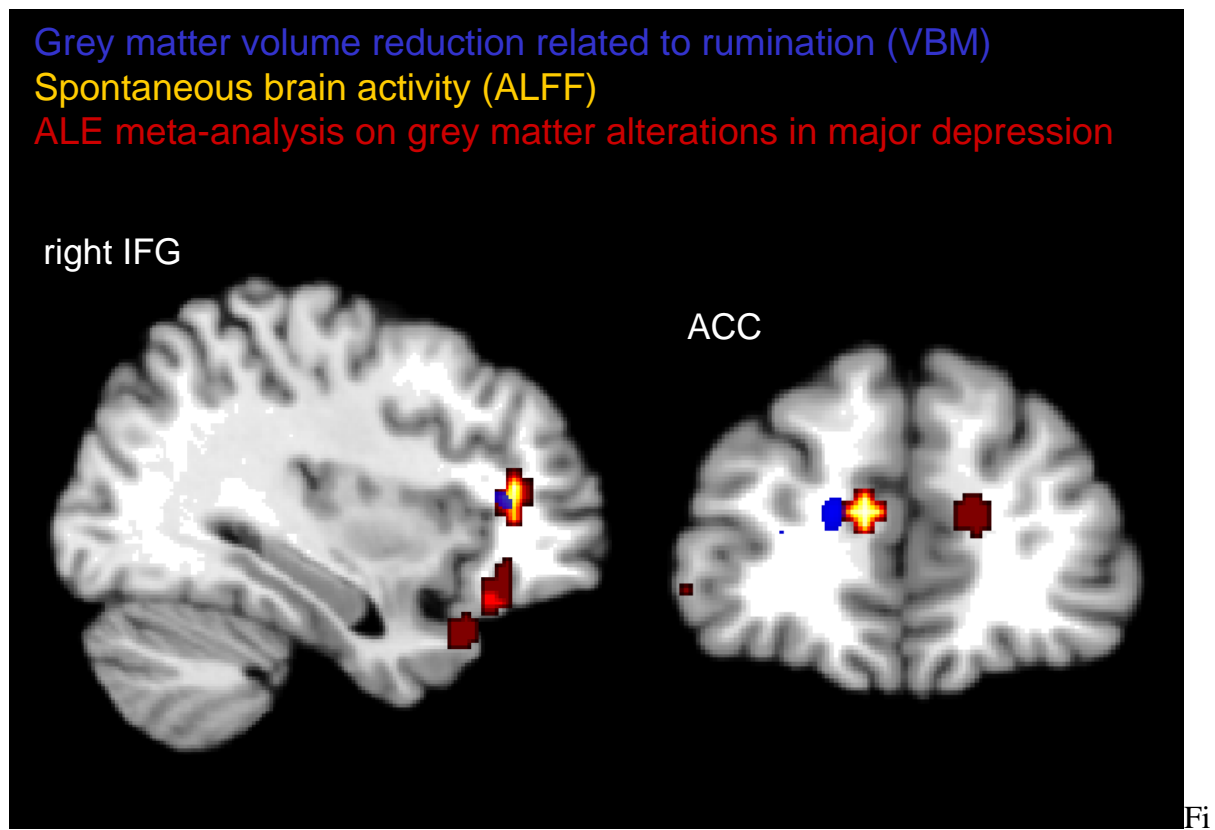 Grey matter volume reduction related to rumination (VBM)
Spontaneous brain activity (ALFF)
ALE meta-analysis on grey matter alterations in major depression
right IFG
ACC
Fi